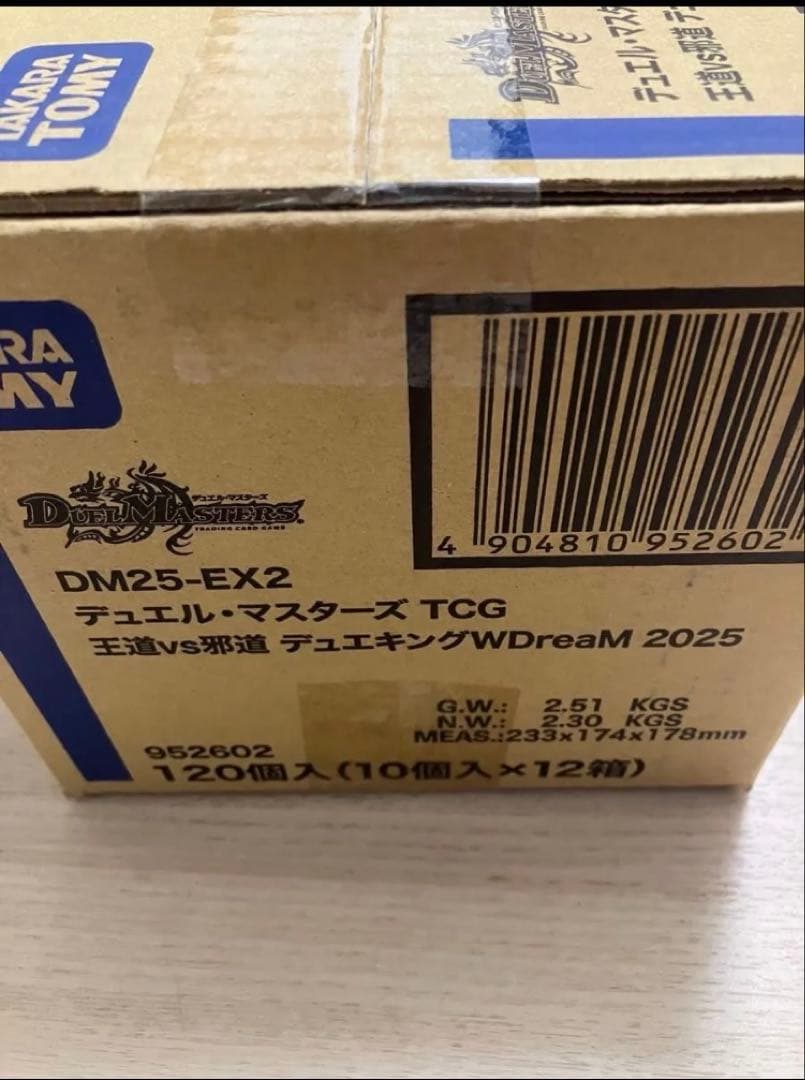 TAKARA
TOMY
DUEL MASTERS
デュエル・マス
王道vs邪道 デュ
RA
MY
デュエル・マスターズ
DUEL MASTERS
TRADING CARD GAME
4 904810 952602
DM25-EX2
デュエル・マスターズ TCG
王道vs邪道 デュエキングWDreaM 2025
G.W.: 2.51 KGS
N.W.: 2.30 KGS
MEAS.:233x174x178mm
952602
120個入(10個入×12箱)